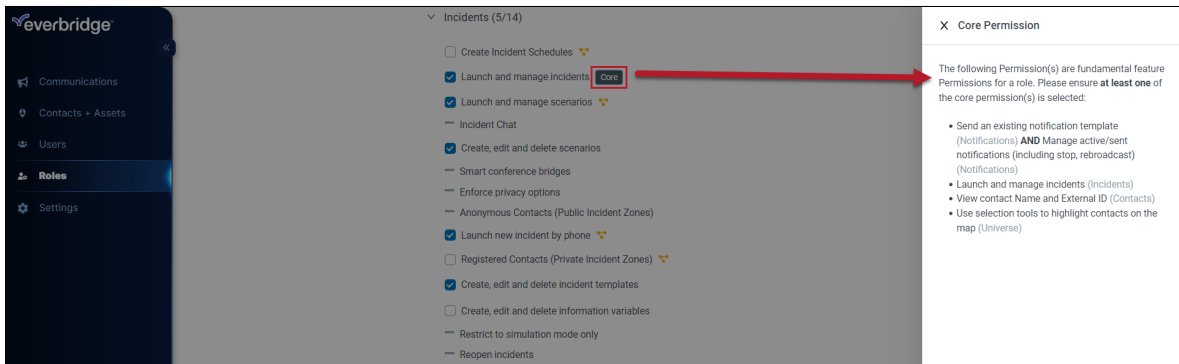 everbridge
«
Communications
Contacts + Assets
Users
Roles
Settings
Incidents (5/14)
Create Incident Schedules
Launch and manage incidents Core
Launch and manage scenarios
Incident Chat
Create, edit and delete scenarios
Smart conference bridges
Enforce privacy options
Anonymous Contacts (Public Incident Zones)
Launch new incident by phone
Registered Contacts (Private Incident Zones)
Create, edit and delete incident templates
Create, edit and delete information variables
Restrict to simulation mode only
Reopen incidents
X Core Permission
The following Permission(s) are fundamental feature
Permissions for a role. Please ensure at least one of
the core permission(s) is selected:
• Send an existing notification template
(Notifications) AND Manage active/sent
notifications (including stop, rebroadcast)
(Notifications)
• Launch and manage incidents (Incidents)
• View contact Name and External ID (Contacts)
• Use selection tools to highlight contacts on the
map (Universe)